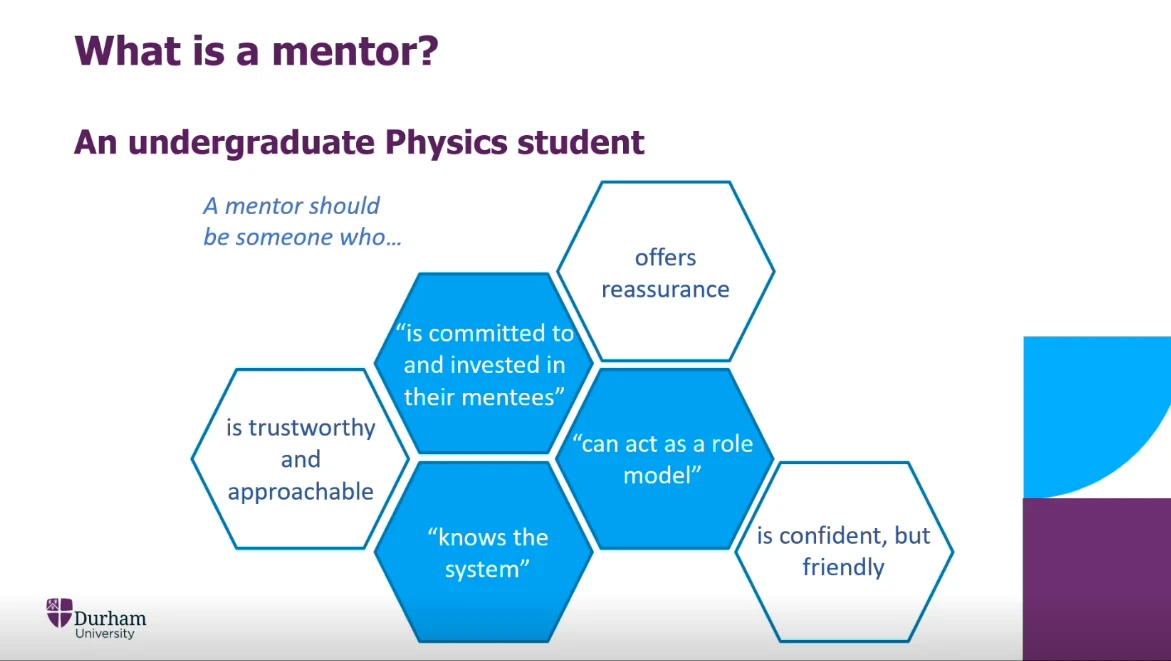 What is a mentor?
An undergraduate Physics student
A mentor should
be someone who…
offers
reassurance
“is committed to
and invested in
their mentees”
is trustworthy
and
approachable
“can act as a role
model”
“knows the
system”
is confident, but
friendly
Durham
University